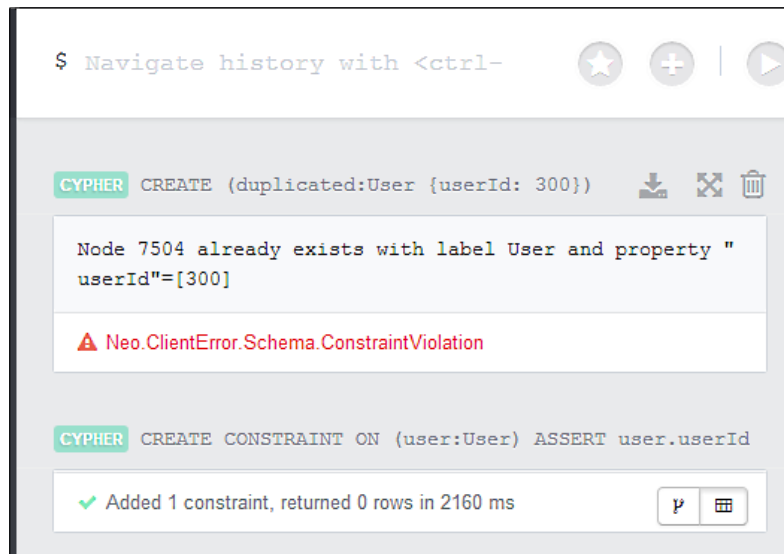 $ Navigate history with <ctrl-
CYPHER CREATE (duplicated:User {userId: 300})
Node 7504 already exists with label User and property "
userId"=[300]
Neo.ClientError.Schema.ConstraintViolation
CYPHER CREATE CONSTRAINT ON (user:User) ASSERT user.userId
Added 1 constraint, returned 0 rows in 2160 ms